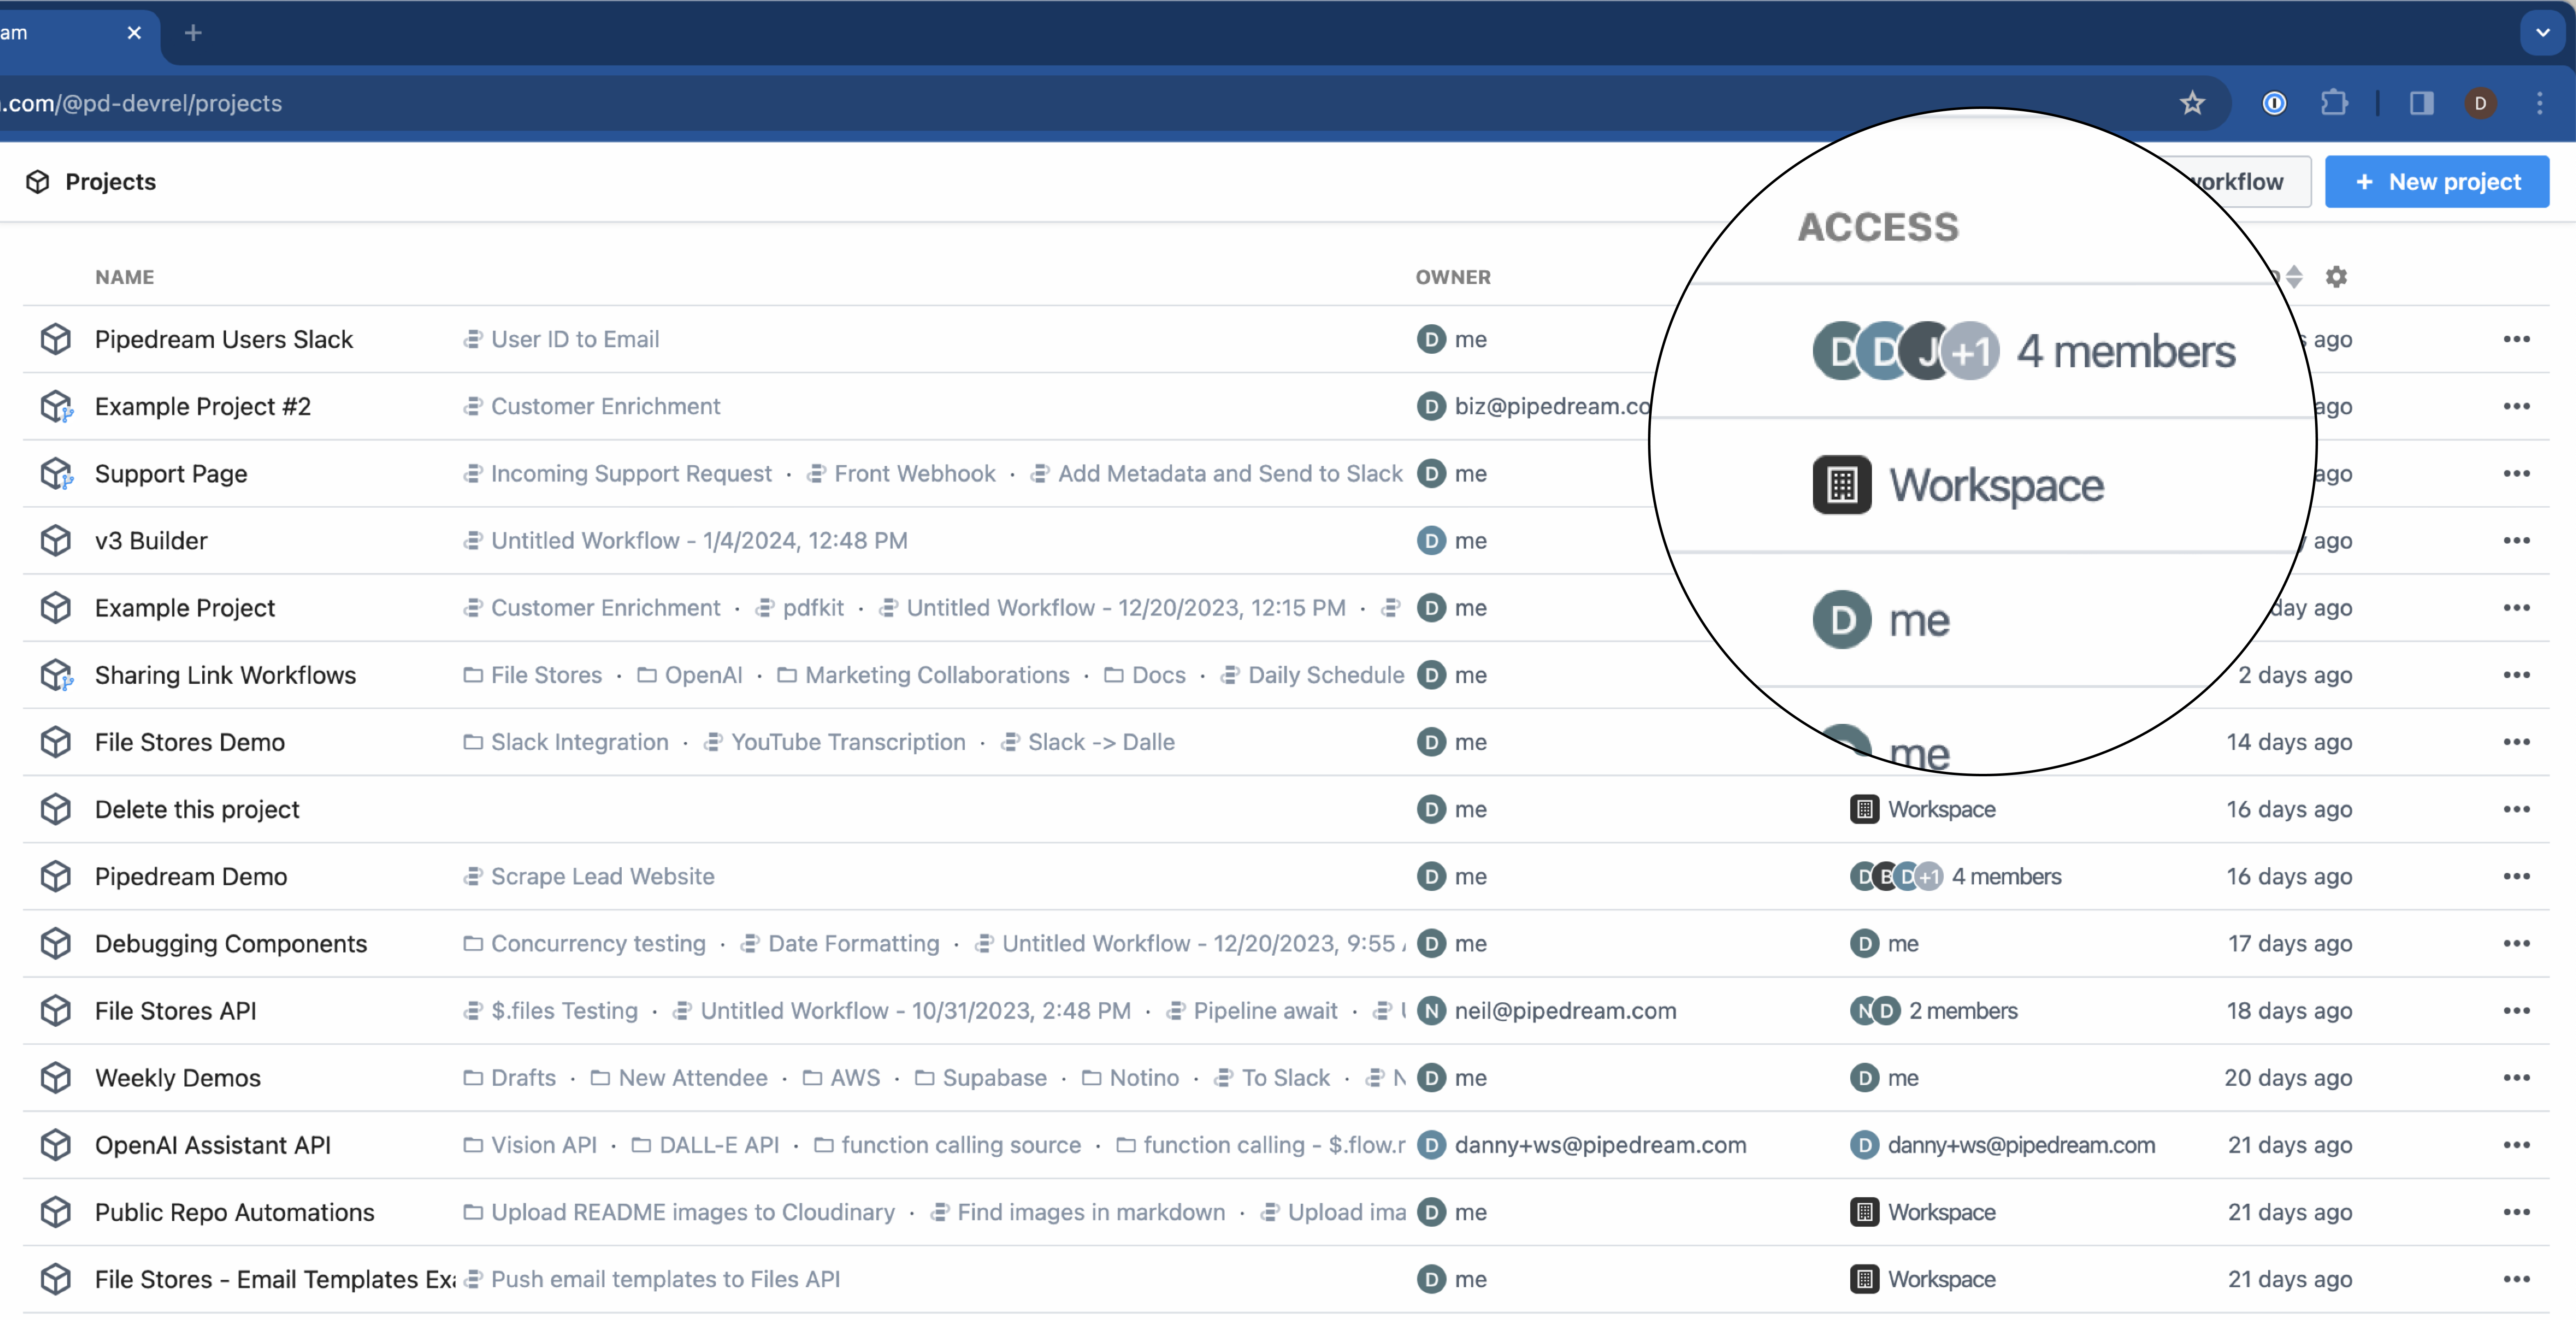 am
.com/@pd-devrel/projects
D
Projects
workflow
+ New project
NAME
OWNER
ACCESS
Pipedream Users Slack User ID to Email D me D D J +1 4 members ago
Example Project #2 Customer Enrichment D biz@pipedream.co Workspace ago
Support Page Incoming Support Request · Front Webhook · Add Metadata and Send to Slack D me D me ago
v3 Builder Untitled Workflow - 1/4/2024, 12:48 PM D me me ago
Example Project Customer Enrichment · pdfkit · Untitled Workflow - 12/20/2023, 12:15 PM · D me day ago
Sharing Link Workflows File Stores · OpenAI · Marketing Collaborations · Docs · Daily Schedule D me 2 days ago
File Stores Demo Slack Integration · YouTube Transcription · Slack -> Dalle D me 14 days ago
Delete this project D me Workspace 16 days ago
Pipedream Demo Scrape Lead Website D me D B D +1 4 members 16 days ago
Debugging Components Concurrency testing · Date Formatting · Untitled Workflow - 12/20/2023, 9:55 D me D me 17 days ago
File Stores API $.files Testing · Untitled Workflow - 10/31/2023, 2:48 PM · Pipeline await · N neil@pipedream.com N D 2 members 18 days ago
Weekly Demos Drafts · New Attendee · AWS · Supabase · Notino · To Slack · D me D me 20 days ago
OpenAI Assistant API Vision API · DALL-E API · function calling source · function calling - $.flow.r D danny+ws@pipedream.com D danny+ws@pipedream.com 21 days ago
Public Repo Automations Upload README images to Cloudinary · Find images in markdown · Upload ima D me Workspace 21 days ago
File Stores - Email Templates Ex Push email templates to Files API D me Workspace 21 days ago